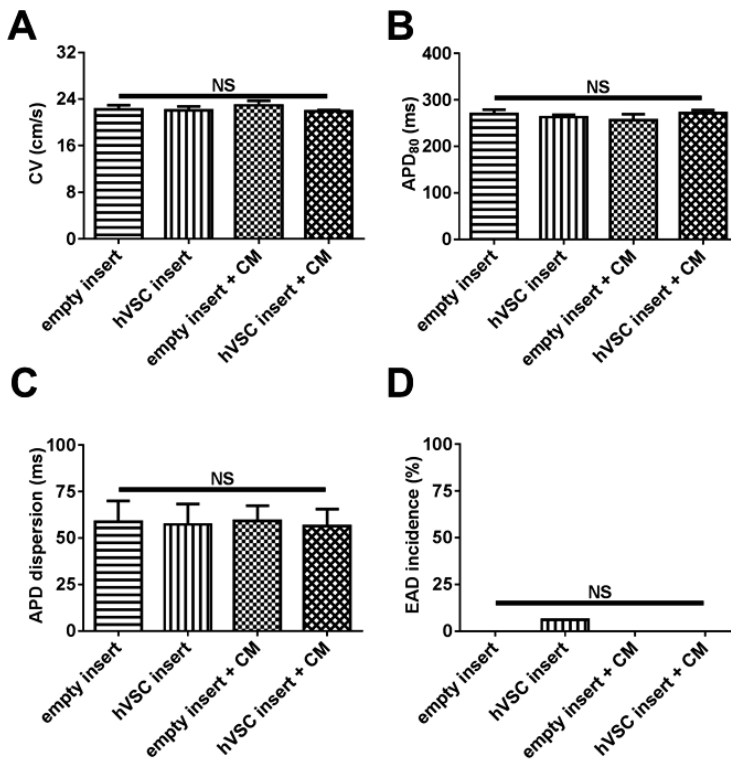 A
CV (cm/s)
32
24
16
8
0
NS
empty insert
hVSC insert
empty insert + CM
hVSC insert + CM
B
APD80 (ms)
400
300
200
100
0
NS
empty insert
hVSC insert
empty insert + CM
hVSC insert + CM
C
APD dispersion (ms)
100
75
50
25
0
NS
empty insert
hVSC insert
empty insert + CM
hVSC insert + CM
D
EAD incidence (%)
100
75
50
25
0
NS
empty insert
hVSC insert
empty insert + CM
hVSC insert + CM